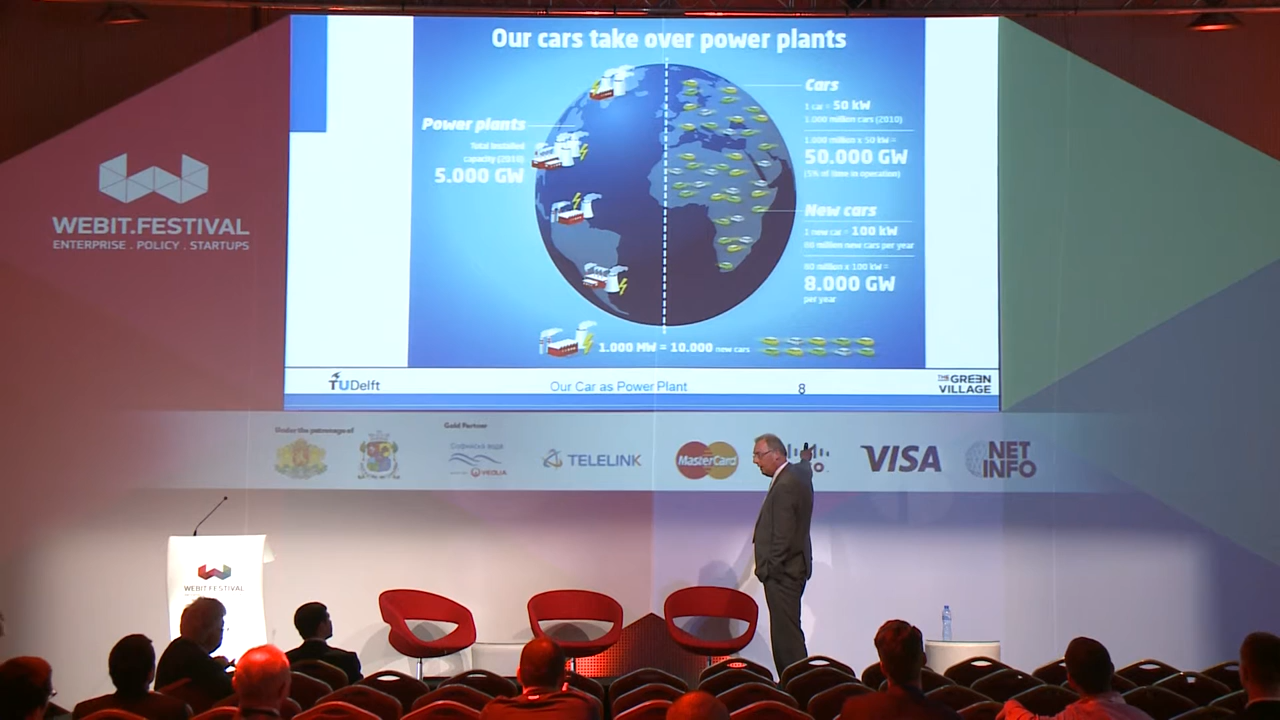 Our cars take over power plants
Power plants
Total installed
capacity (2010)
5.000 GW
Cars
1 car = 50 kW
1.000 million cars (2010)
1.000 million x 50 kW =
50.000 GW
(5% of time in operation)
New cars
1 new car = 100 kW
80 million new cars per year
80 million x 100 kW =
8.000 GW
per year
1.000 MW = 10.000 new cars
TUDelft
Our Car as Power Plant
8
THE GREEN
VILLAGE
WEBIT.FESTIVAL
ENTERPRISE . POLICY . STARTUPS
Under the patronage of
Gold Partner
Софийска вода
VEOLIA
TELELINK
MasterCard
VISA
NET
INFO
WEBIT.FESTIVAL